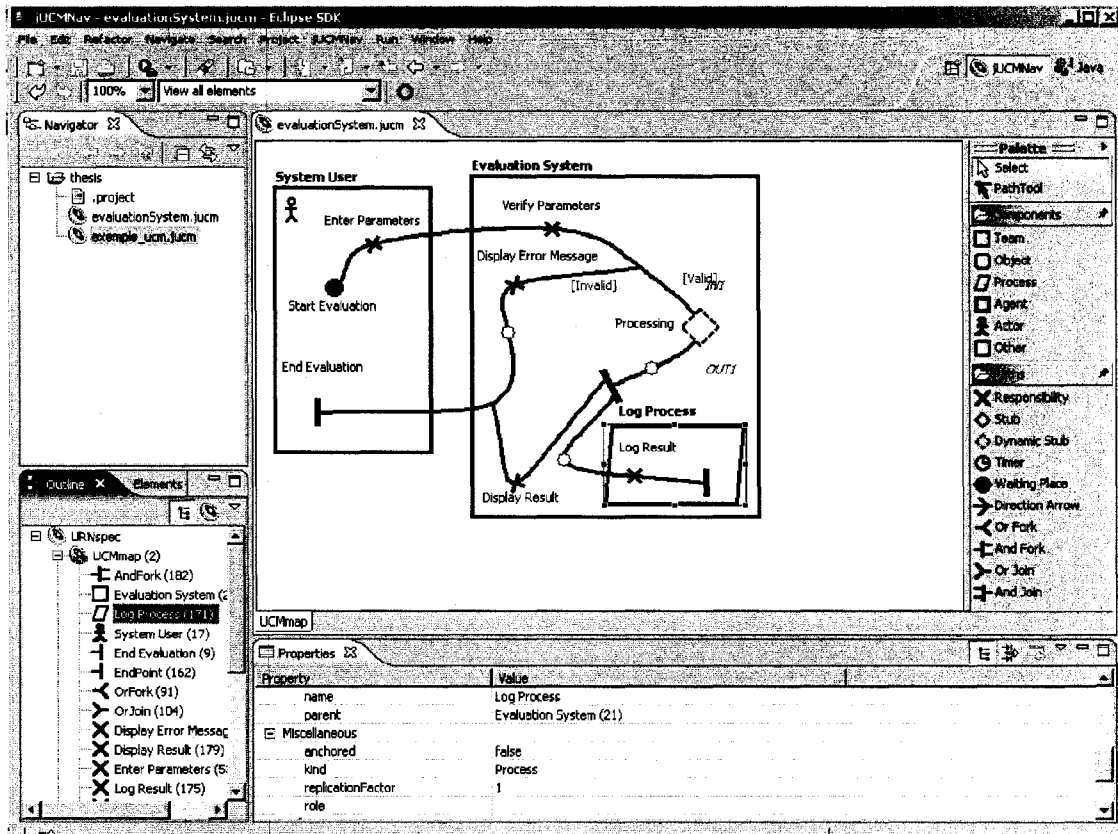 jUCMNav - evaluationSystem.jucm - Eclipse SDK
File Edit Refactor Navigate Search Project jUCMNav Run Window Help
jUCMNav Java
100% View all elements
Navigator
thesis
.project
evaluationSystem.jucm
exemple_ucm.jucm
evaluationSystem.jucm
System User
Evaluation System
Enter Parameters
Verify Parameters
Display Error Message
[Invalid]
[Valid]
IN1
Start Evaluation
Processing
End Evaluation
OUT1
Log Process
Log Result
Display Result
UCMmap
Palette
Select
PathTool
Components
Team
Object
Process
Agent
Actor
Other
Responsibility
Stub
Dynamic Stub
Timer
Waiting Place
Direction Arrow
Or Fork
And Fork
Or Join
And Join
Outline Elements
URNspec
UCMmap (2)
AndFork (182)
Evaluation System (2
Log Process (171)
System User (17)
End Evaluation (9)
EndPoint (162)
OrFork (91)
OrJoin (104)
Display Error Messag
Display Result (179)
Enter Parameters (5
Log Result (175)
Properties
Property Value
name Log Process
parent Evaluation System (21)
Miscellaneous
anchored false
kind Process
replicationFactor 1
role